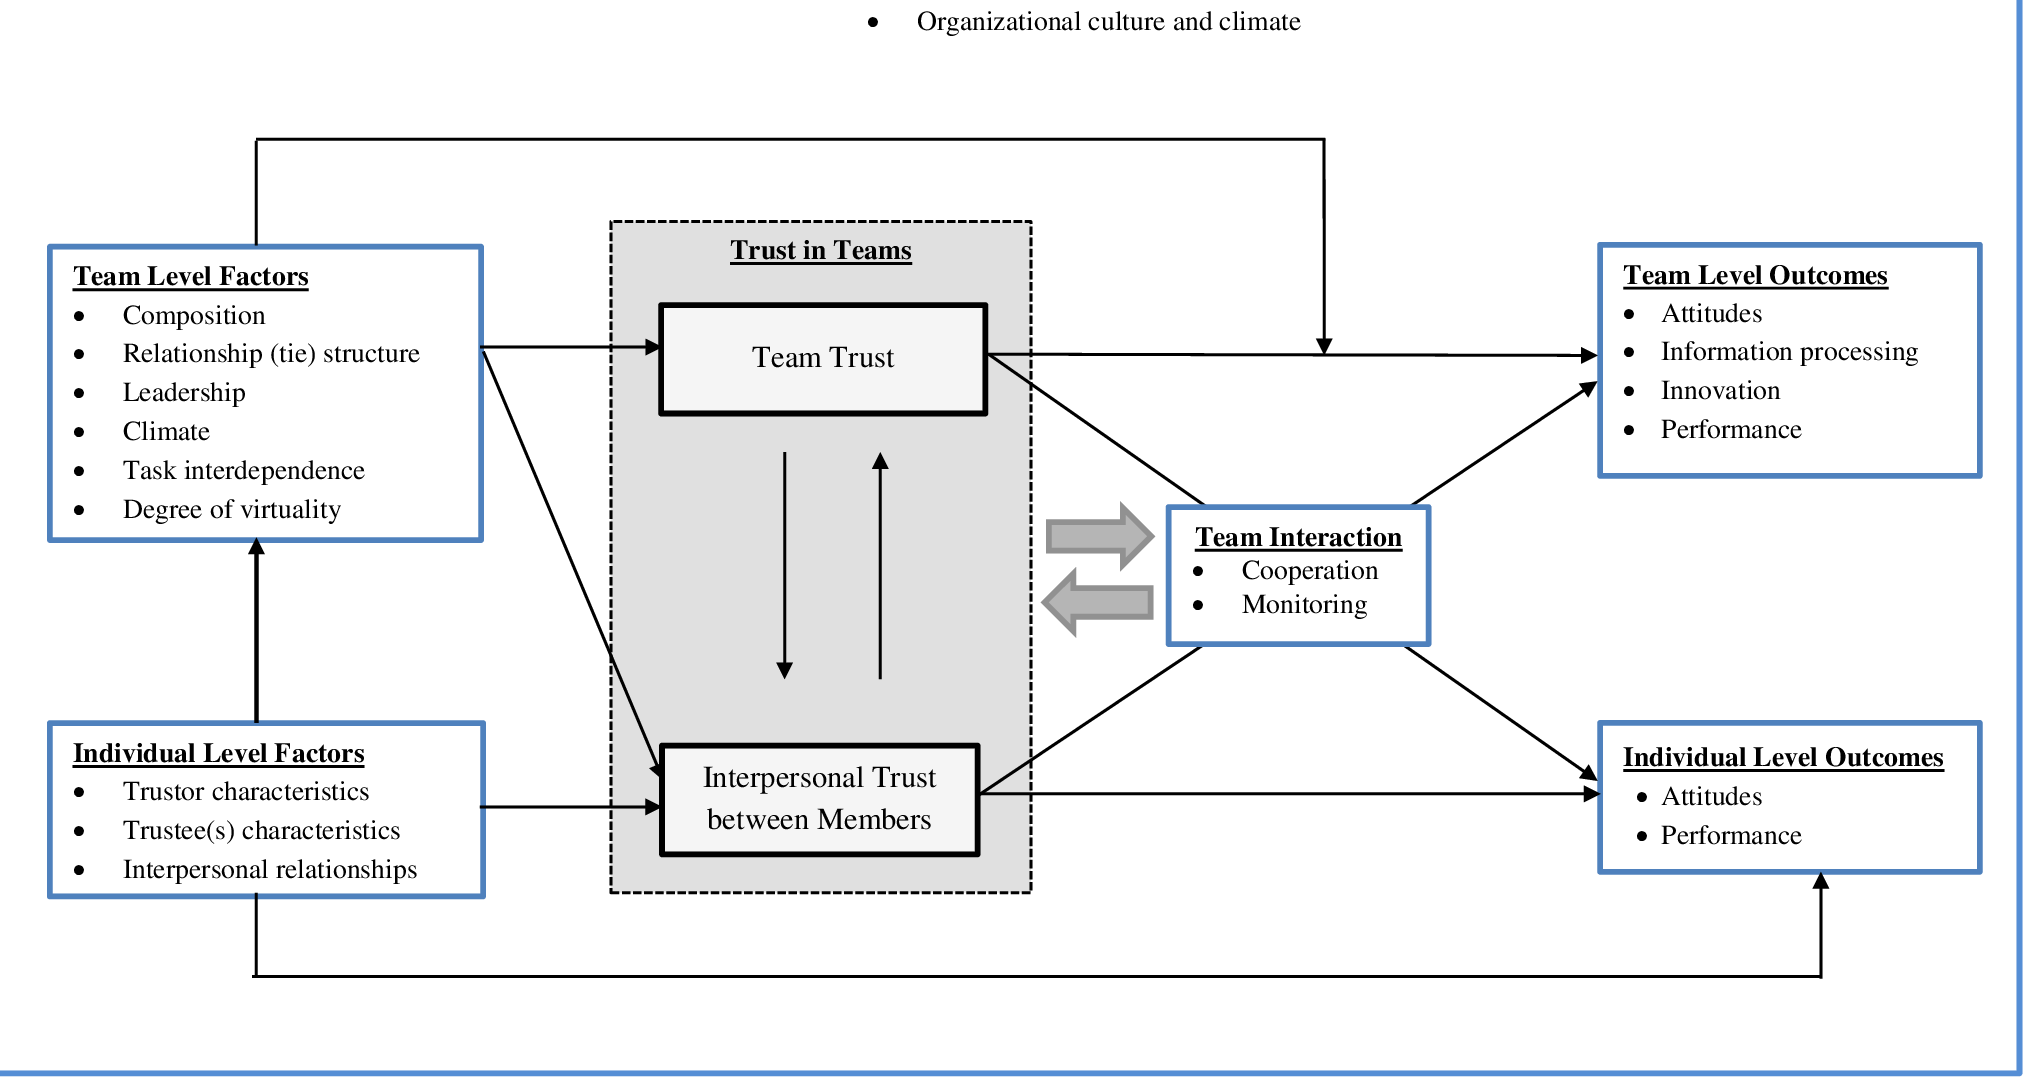 • Organizational culture and climate
Team Level Factors
• Composition
• Relationship (tie) structure
• Leadership
• Climate
• Task interdependence
• Degree of virtuality
Individual Level Factors
• Trustor characteristics
• Trustee(s) characteristics
• Interpersonal relationships
Trust in Teams
Team Trust
Interpersonal Trust
between Members
Team Interaction
• Cooperation
• Monitoring
Team Level Outcomes
• Attitudes
• Information processing
• Innovation
• Performance
Individual Level Outcomes
• Attitudes
• Performance